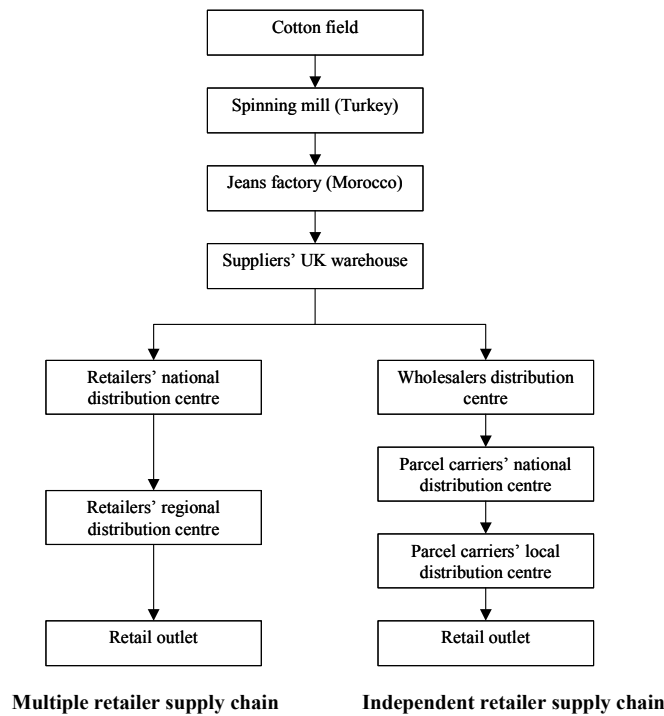 Cotton field
Spinning mill (Turkey)
Jeans factory (Morocco)
Suppliers’ UK warehouse
Retailers’ national
distribution centre
Retailers’ regional
distribution centre
Retail outlet
Multiple retailer supply chain
Wholesalers distribution
centre
Parcel carriers’ national
distribution centre
Parcel carriers’ local
distribution centre
Retail outlet
Independent retailer supply chain